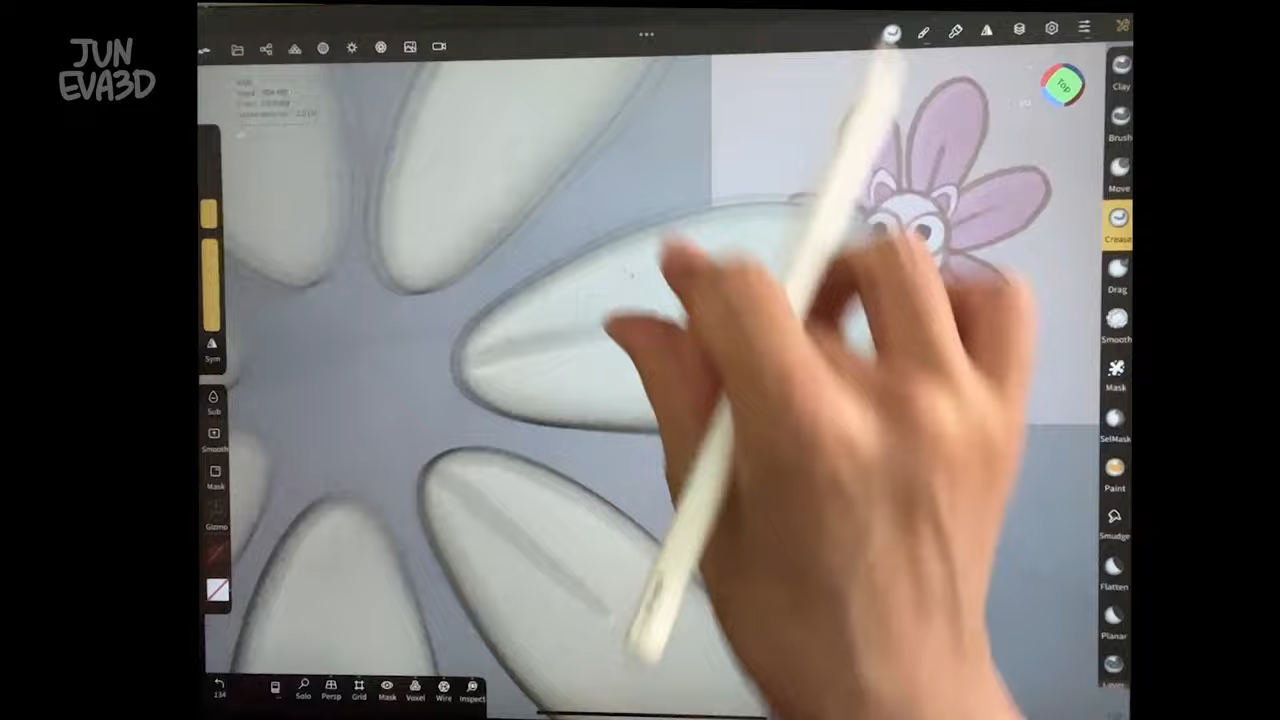 JUN
EVA3D
Top
Clay
Brush
Move
Crease
Drag
Smooth
Mask
SelMask
Paint
Smudge
Flatten
Planar
Sym
Sub
Smooth
Mask
Gizmo
134
Solo
Persp
Grid
Mask
Voxel
Wire
Inspect